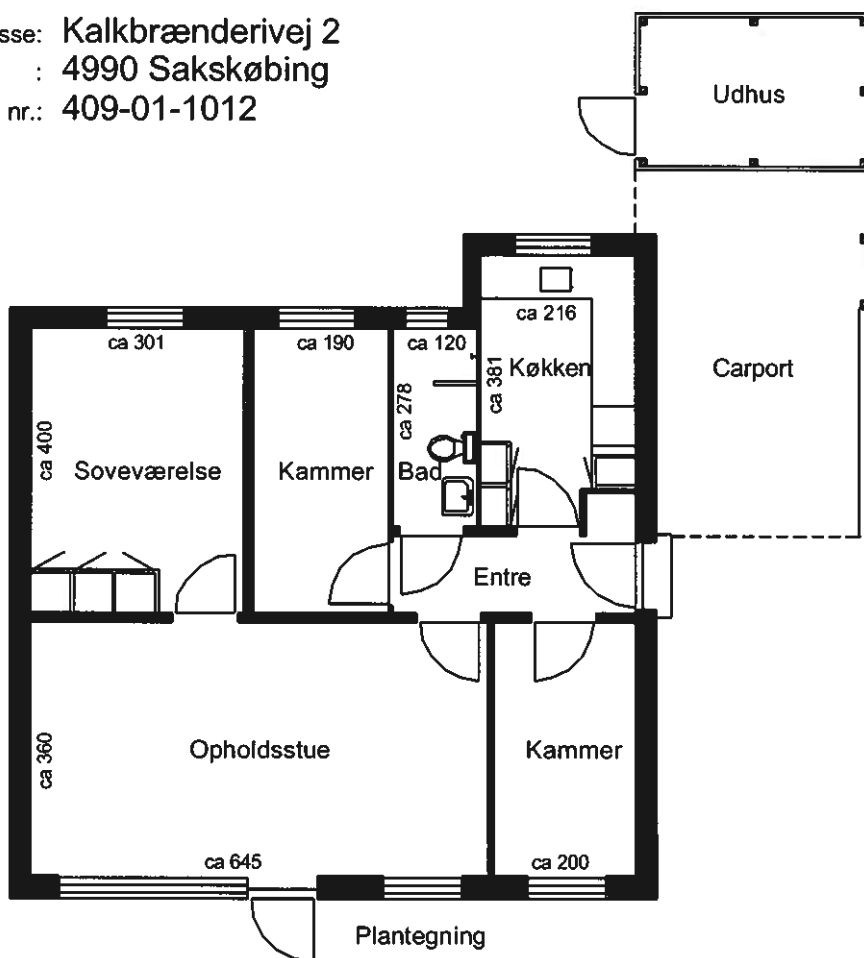 sse: Kalkbrænderivej 2
: 4990 Sakskøbing
nr.: 409-01-1012
Udhus
ca 301
ca 190
ca 120
ca 216
Køkken
ca 381
Carport
ca 278
ca 400
Soveværelse
Kammer
Bad
Entre
Opholdsstue
Kammer
ca 360
ca 645
ca 200
Plantegning